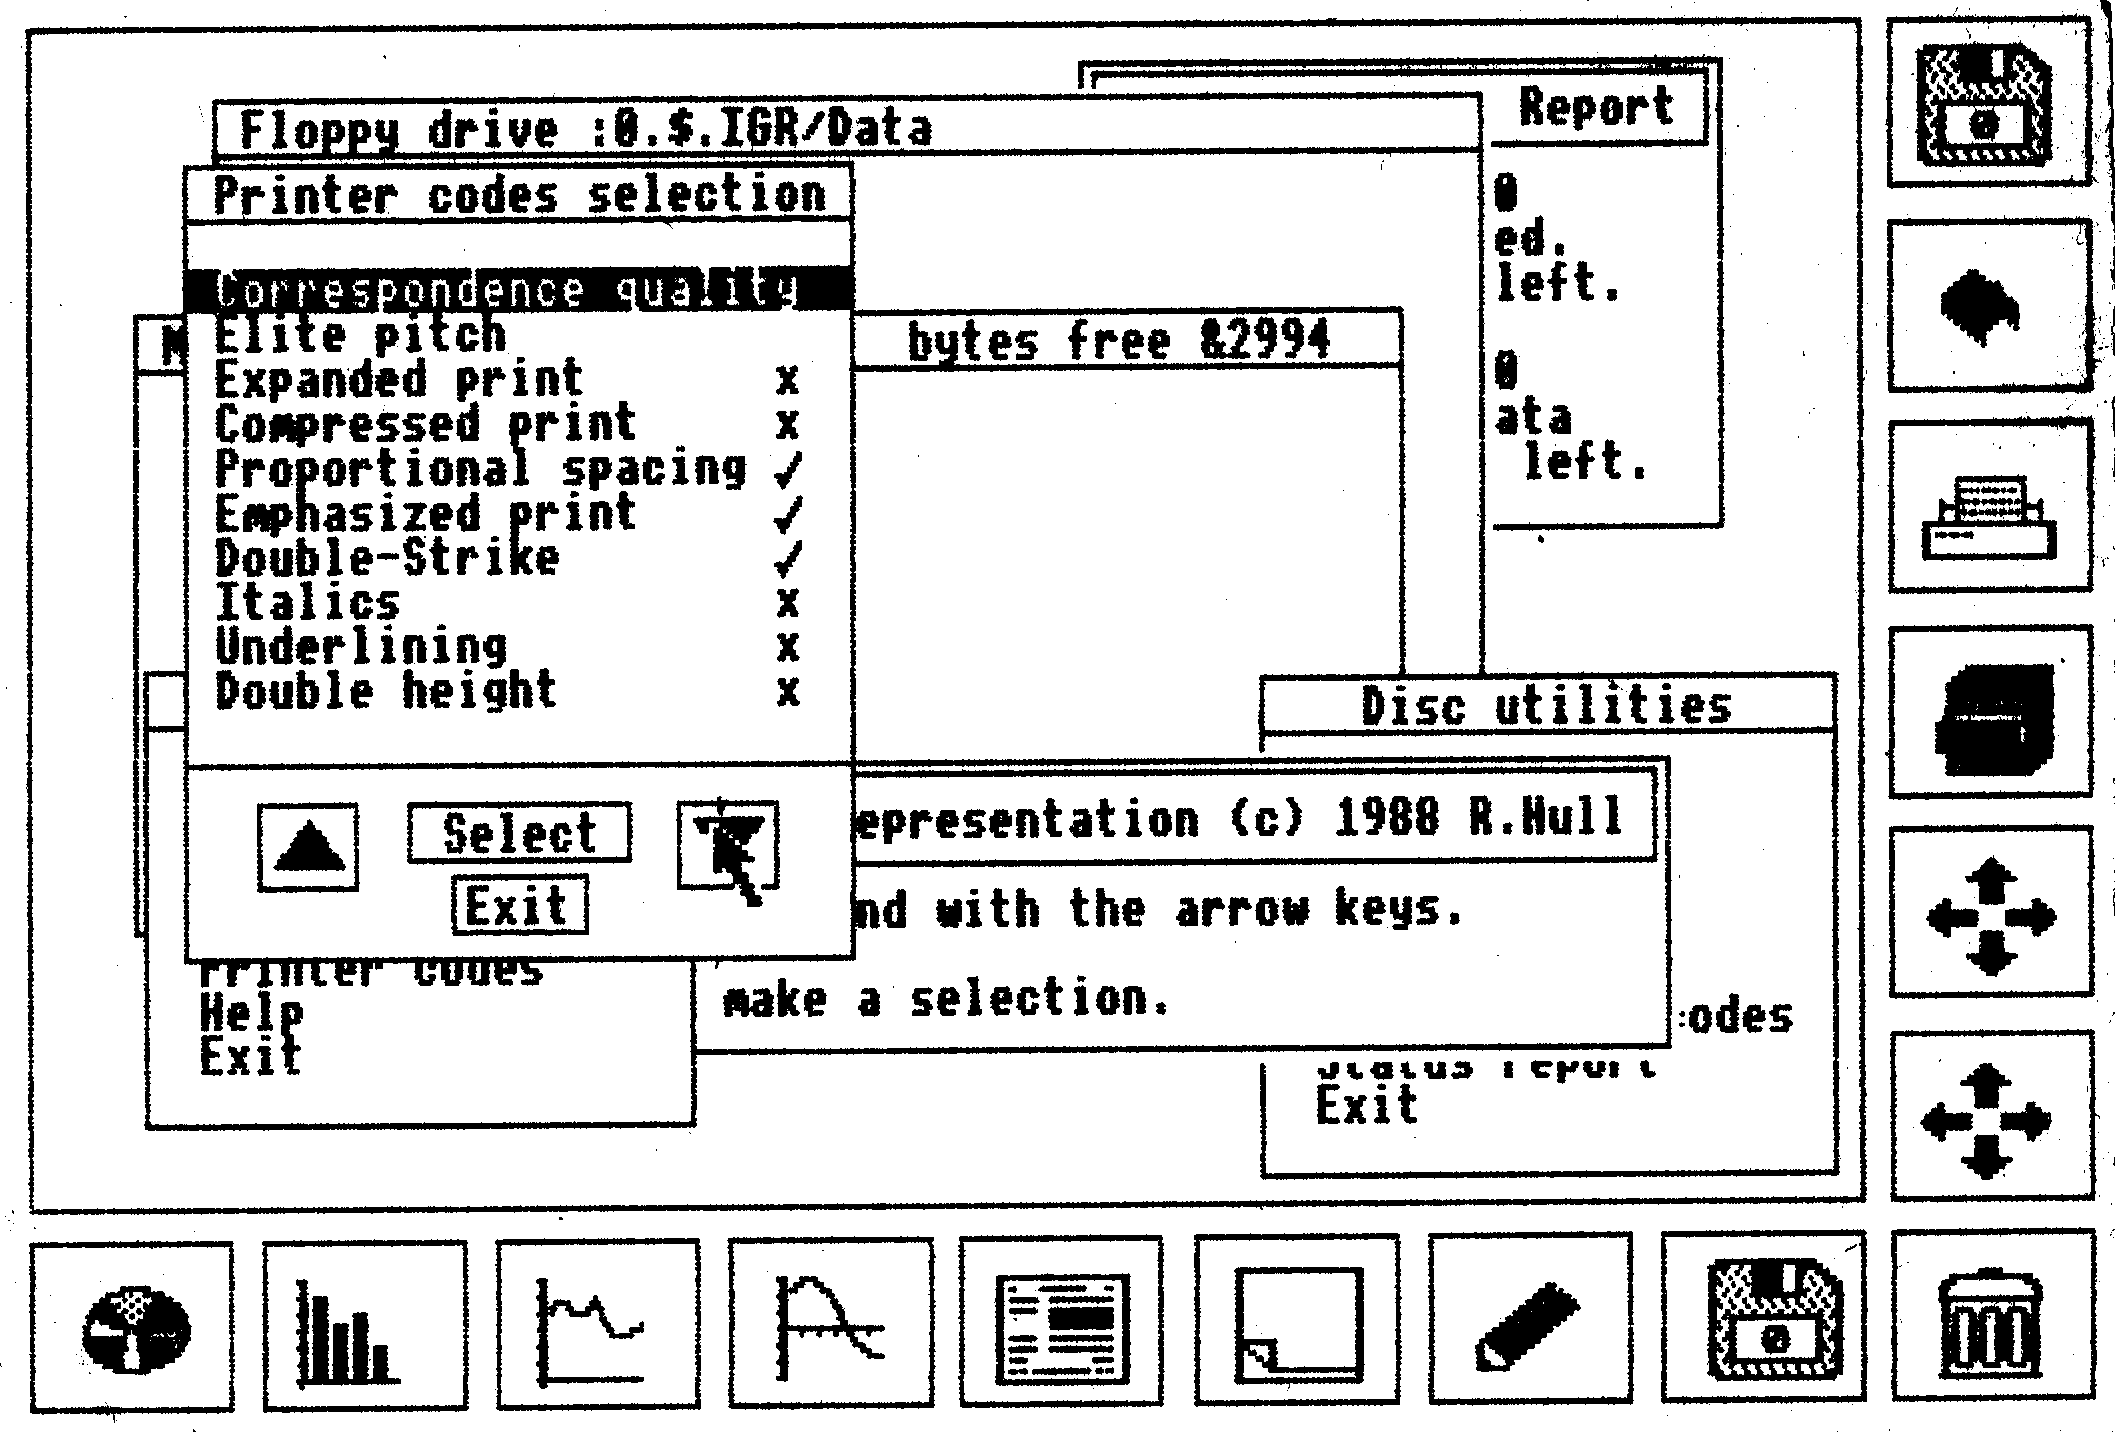 Report
Floppy drive :0.$.IGR/Data
Printer codes selection
0
ed.
left.
Correspondence quality
Elite pitch
M
bytes free &2994
Expanded print x
0
Compressed print x
ata
Proportional spacing ✓
left.
Emphasized print ✓
Double-Strike ✓
Italics x
Underlining x
Double height x
Disc utilities
Select
epresentation (c) 1988 R.Hull
Exit
nd with the arrow keys.
Printer codes
make a selection.
Help
odes
Exit
Status report
Exit
0
0